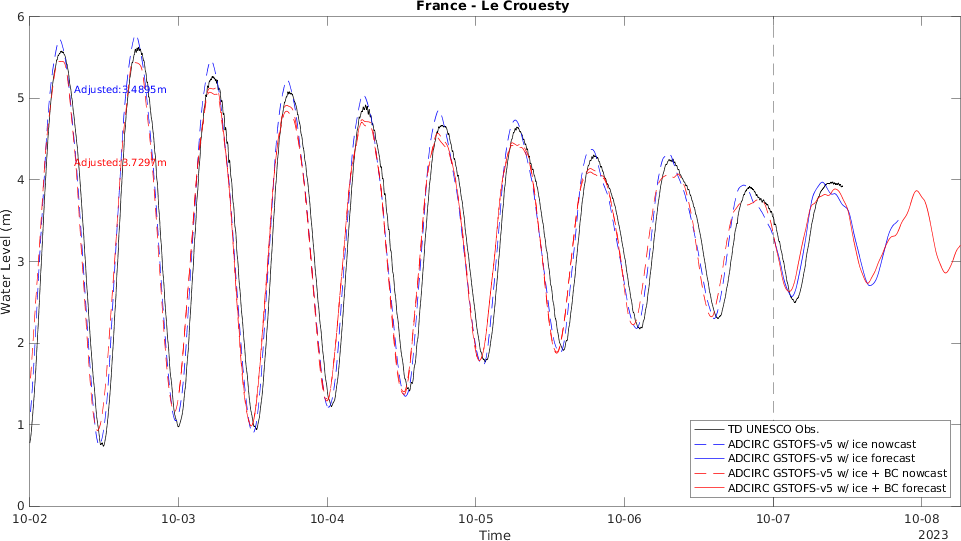 France - Le Crouesty
6
5
4
3
2
1
0
Water Level (m)
Adjusted:3.4895m
Adjusted:3.7297m
TD UNESCO Obs.
ADCIRC GSTOFS-v5 w/ ice nowcast
ADCIRC GSTOFS-v5 w/ ice forecast
ADCIRC GSTOFS-v5 w/ ice + BC nowcast
ADCIRC GSTOFS-v5 w/ ice + BC forecast
10-02 10-03 10-04 10-05 10-06 10-07 10-08
Time
2023